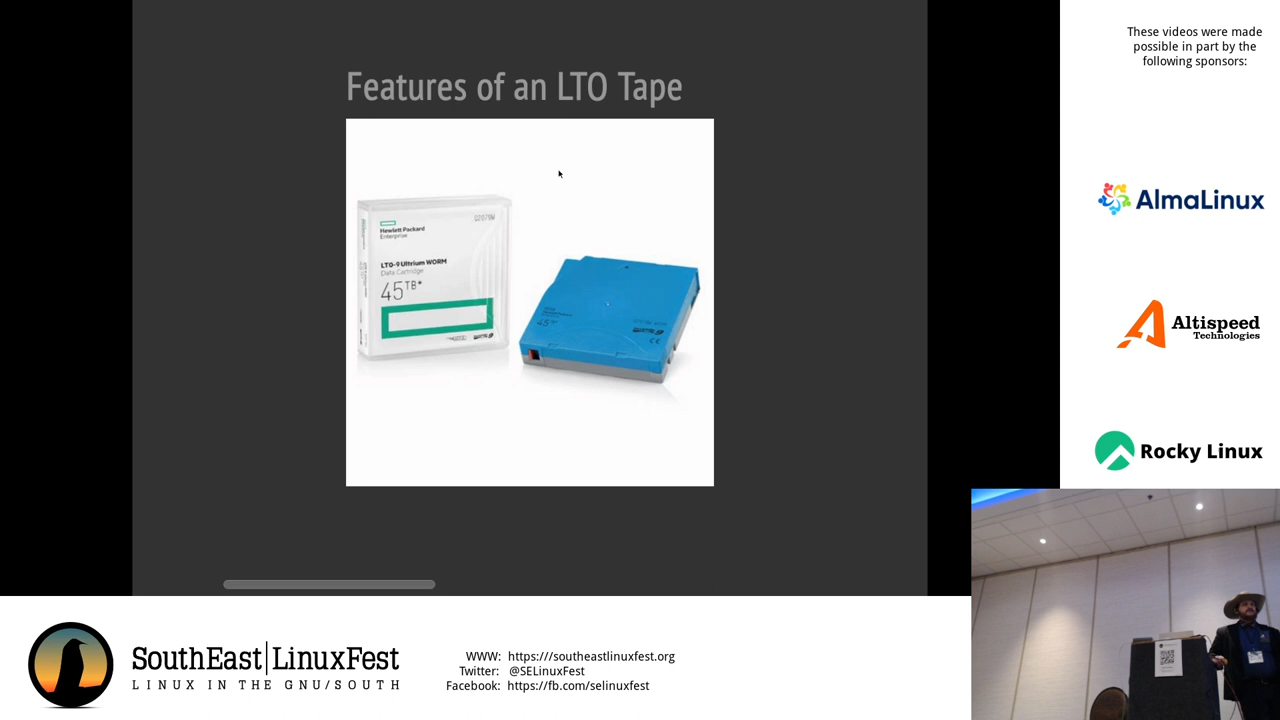 Features of an LTO Tape
Q2079W
Hewlett Packard
Enterprise
LTO-9 Ultrium WORM
Data Cartridge
45TB*
45
These videos were made
possible in part by the
following sponsors:
AlmaLinux
Altispeed
Technologies
Rocky Linux
SouthEast|LinuxFest
LINUX IN THE GNU/SOUTH
WWW: https:///southeastlinuxfest.org
Twitter: @SELinuxFest
Facebook: https://fb.com/selinuxfest